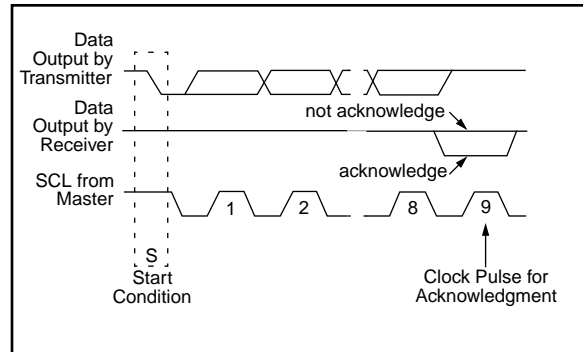 Data
Output by
Transmitter
Data
Output by
Receiver
not acknowledge
acknowledge
SCL from
Master
1
2
8
9
S
Start
Condition
Clock Pulse for
Acknowledgment